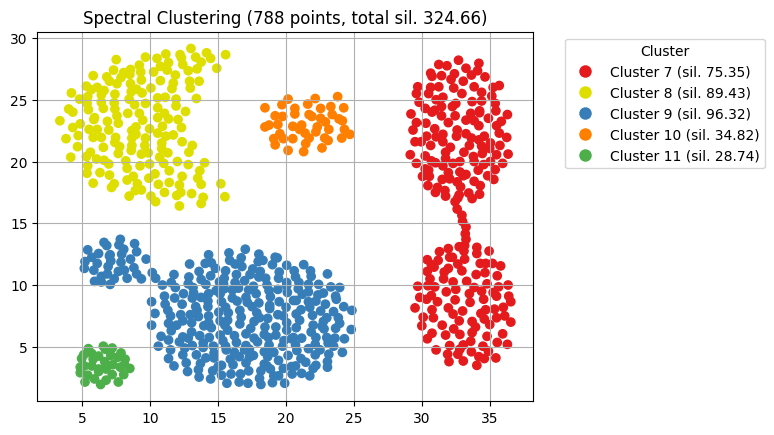 Spectral Clustering (788 points, total sil. 324.66)
30
25
20
15
10
5
5 10 15 20 25 30 35
Cluster
Cluster 7 (sil. 75.35)
Cluster 8 (sil. 89.43)
Cluster 9 (sil. 96.32)
Cluster 10 (sil. 34.82)
Cluster 11 (sil. 28.74)